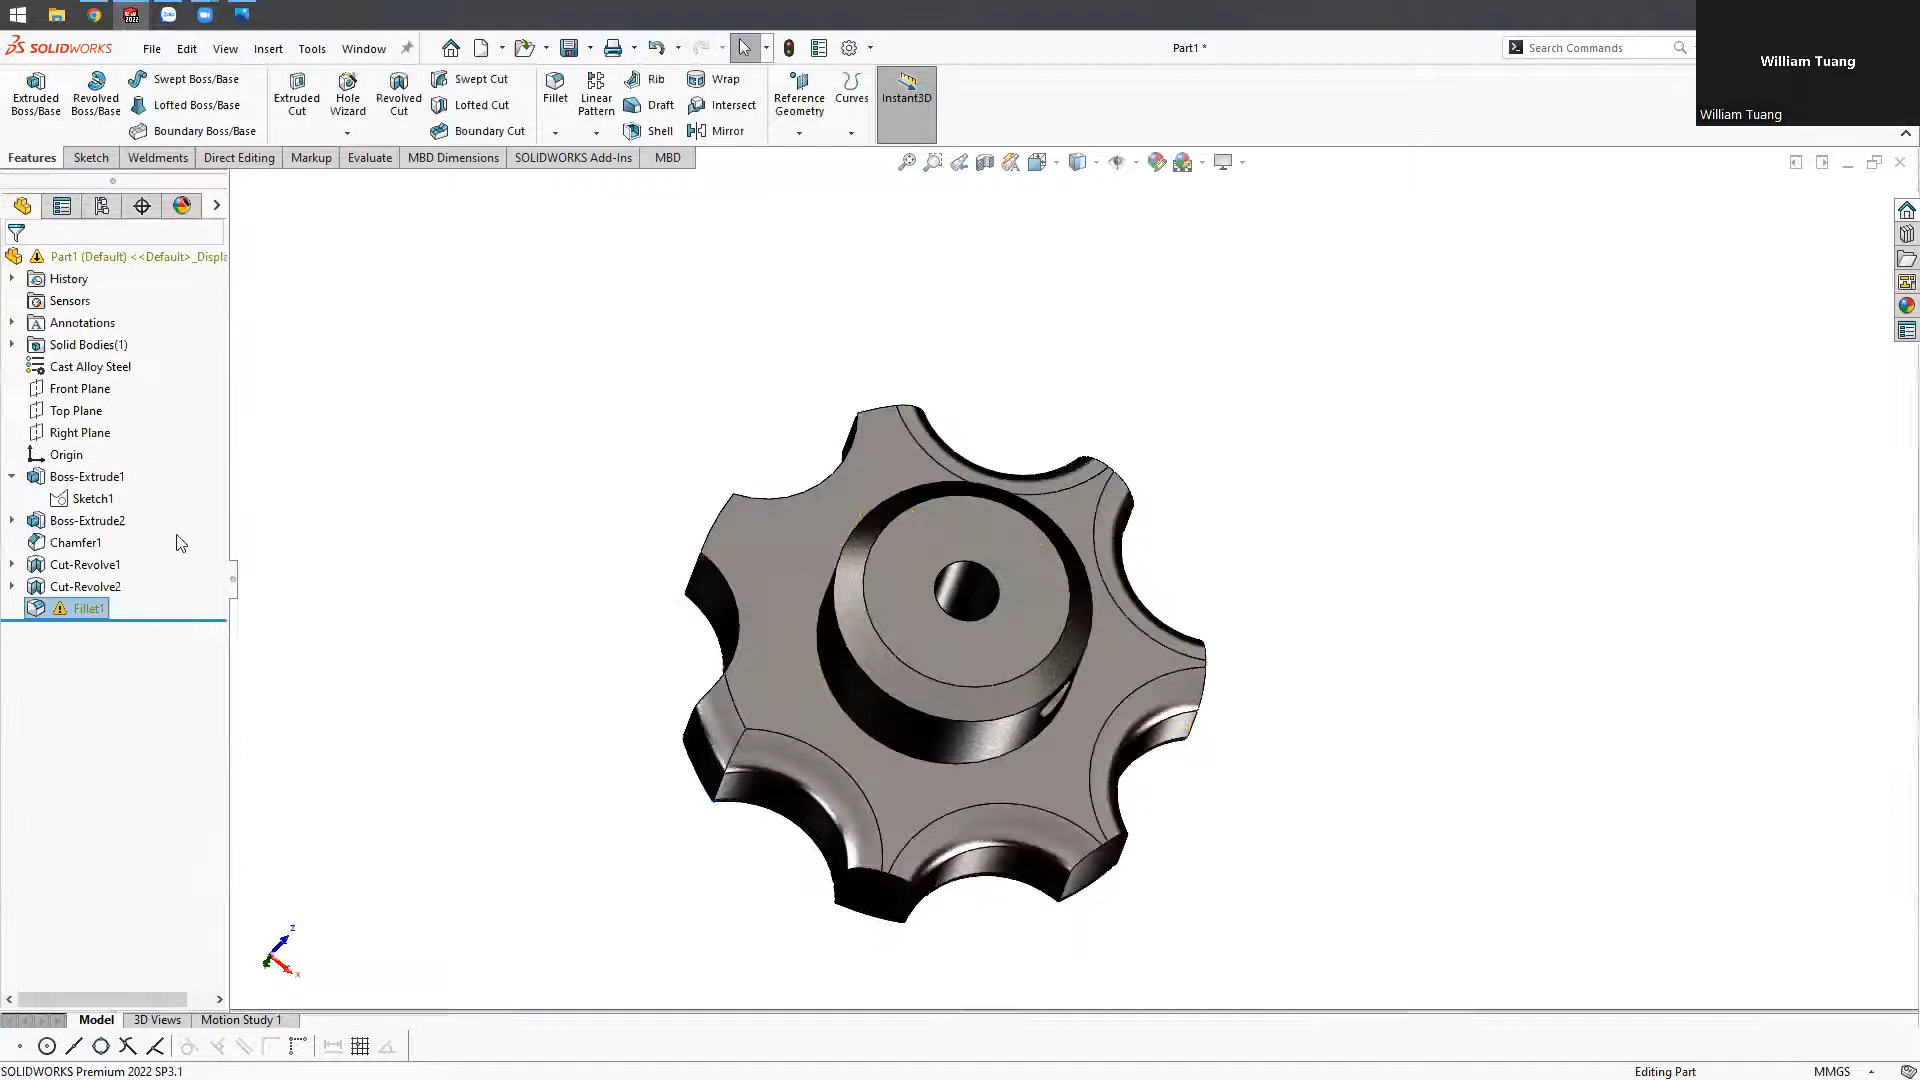 SOLIDWORKS
File Edit View Insert Tools Window
Part1 *
Search Commands
William Tuang
William Tuang
Extruded Boss/Base
Revolved Boss/Base
Swept Boss/Base
Lofted Boss/Base
Boundary Boss/Base
Extruded Cut
Hole Wizard
Revolved Cut
Swept Cut
Lofted Cut
Boundary Cut
Fillet
Linear Pattern
Rib
Draft
Shell
Wrap
Intersect
Mirror
Reference Geometry
Curves
Instant3D
Features Sketch Weldments Direct Editing Markup Evaluate MBD Dimensions SOLIDWORKS Add-Ins MBD
Part1 (Default) <<Default>_Displa
History
Sensors
Annotations
Solid Bodies(1)
Cast Alloy Steel
Front Plane
Top Plane
Right Plane
Origin
Boss-Extrude1
Sketch1
Boss-Extrude2
Chamfer1
Cut-Revolve1
Cut-Revolve2
Fillet1
z
x
Model 3D Views Motion Study 1
SOLIDWORKS Premium 2022 SP3.1
Editing Part
MMGS